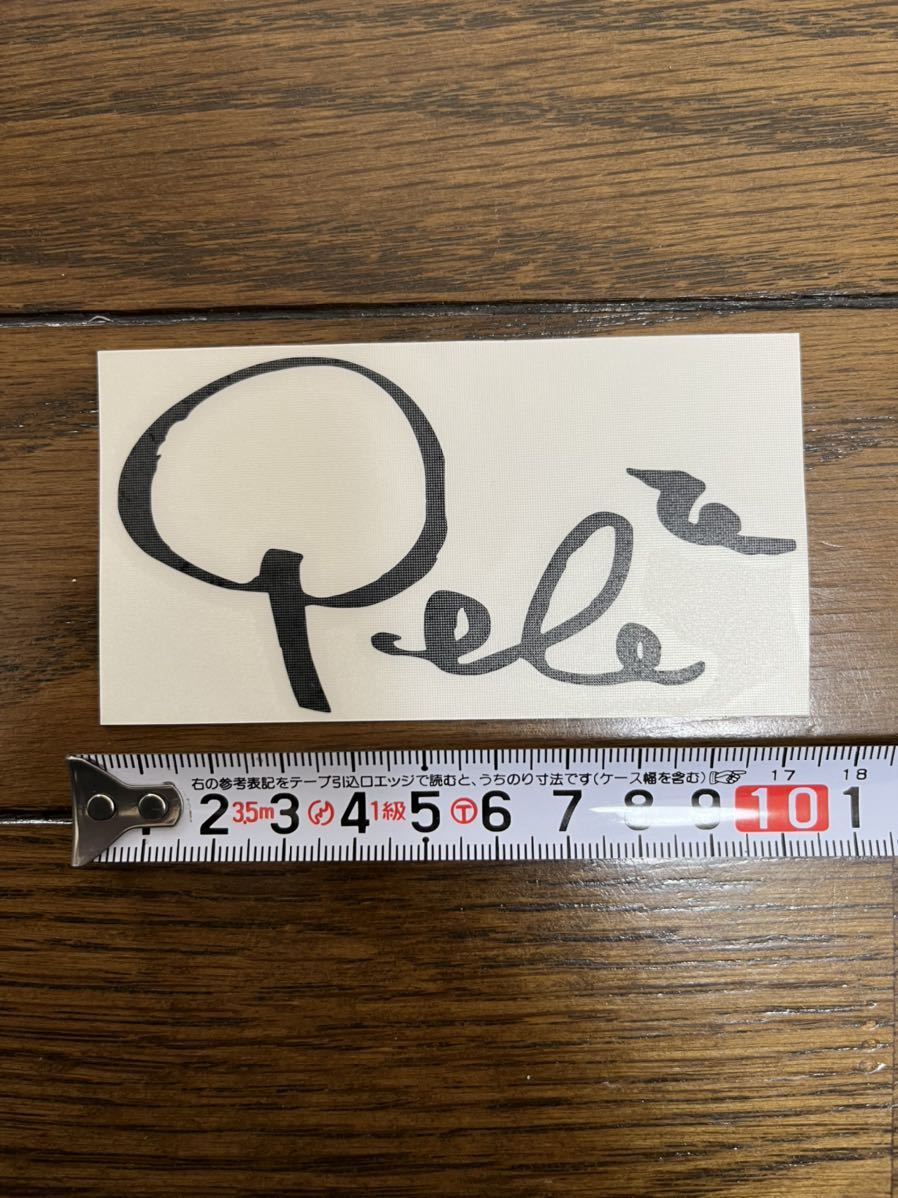 Pelé
右の参考表記をテープ引込口エッジで読むと、うちのり寸法です(ケース幅を含む) 17 18
1 2 3.5m 3 4 1級 5 6 7 8 9 10 1